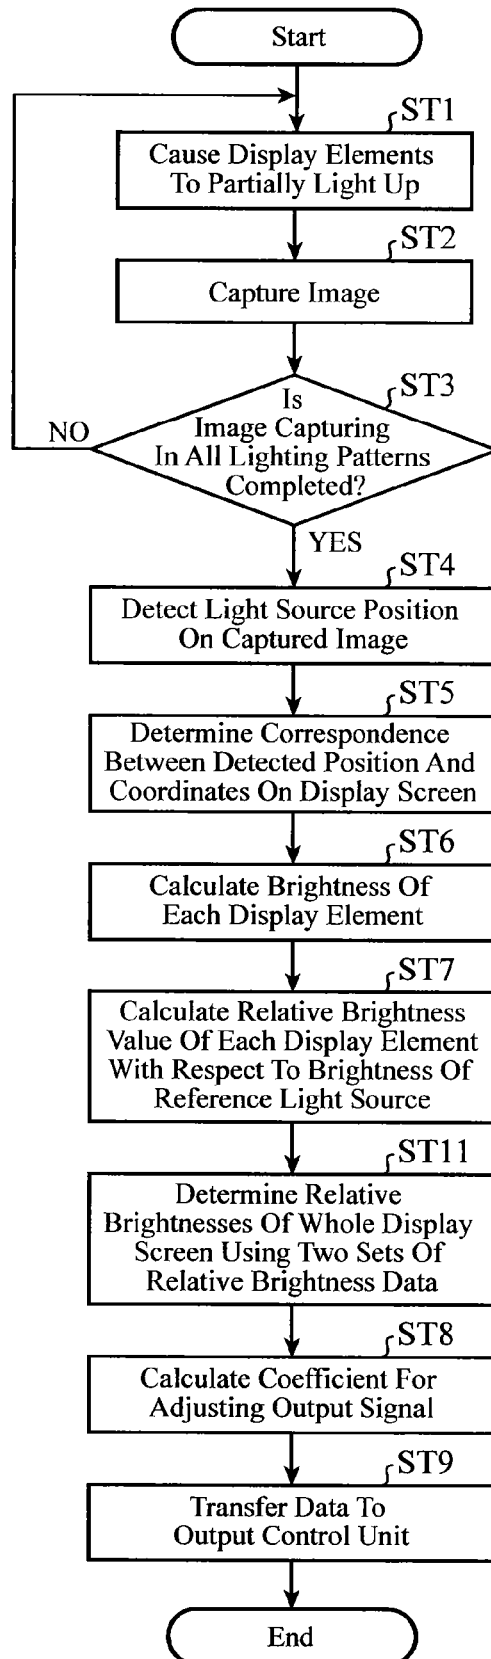 Start
ST1
Cause Display Elements
To Partially Light Up
ST2
Capture Image
ST3
Is
Image Capturing
In All Lighting Patterns
Completed?
NO
YES
ST4
Detect Light Source Position
On Captured Image
ST5
Determine Correspondence
Between Detected Position And
Coordinates On Display Screen
ST6
Calculate Brightness Of
Each Display Element
ST7
Calculate Relative Brightness
Value Of Each Display Element
With Respect To Brightness Of
Reference Light Source
ST11
Determine Relative
Brightnesses Of Whole Display
Screen Using Two Sets Of
Relative Brightness Data
ST8
Calculate Coefficient For
Adjusting Output Signal
ST9
Transfer Data To
Output Control Unit
End